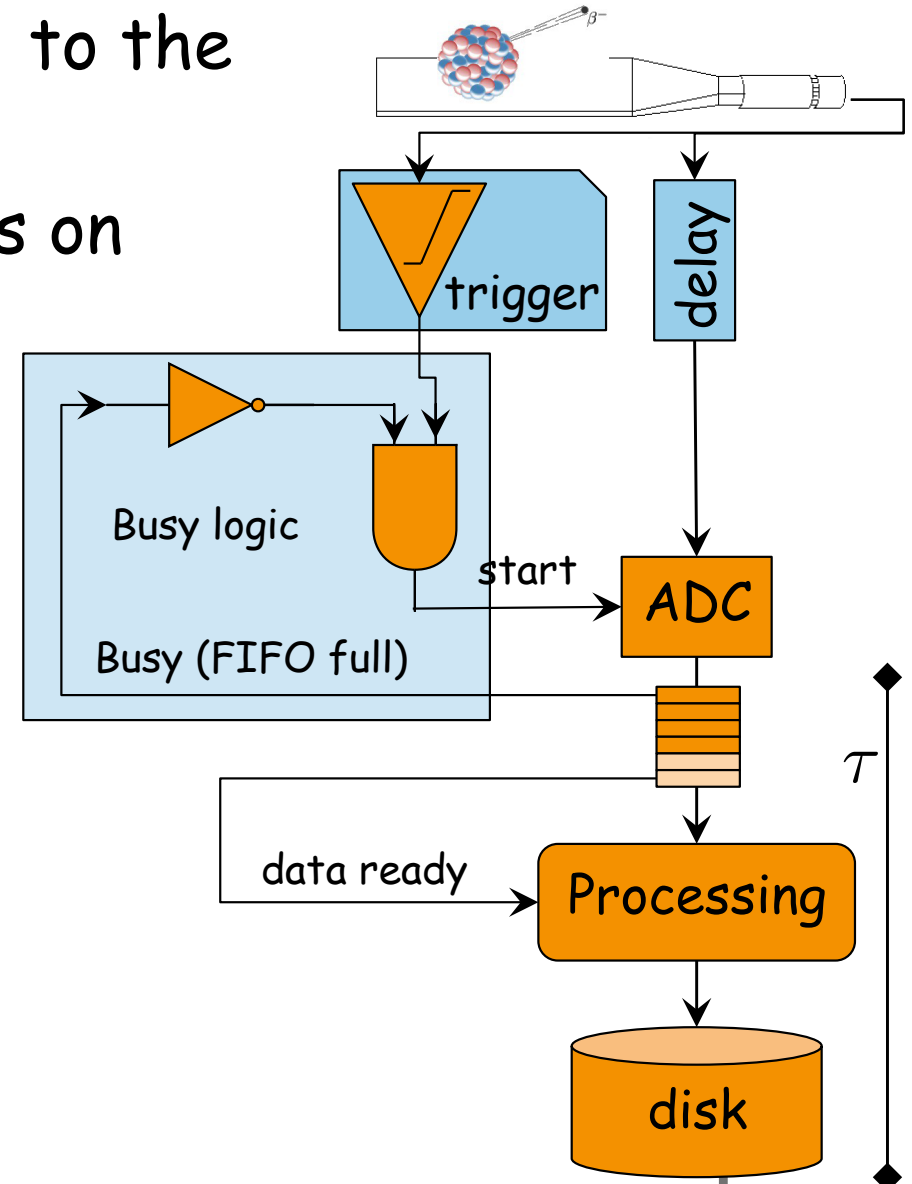 to the
β−
s on
trigger
delay
Busy logic
start
ADC
Busy (FIFO full)
τ
data ready
Processing
disk